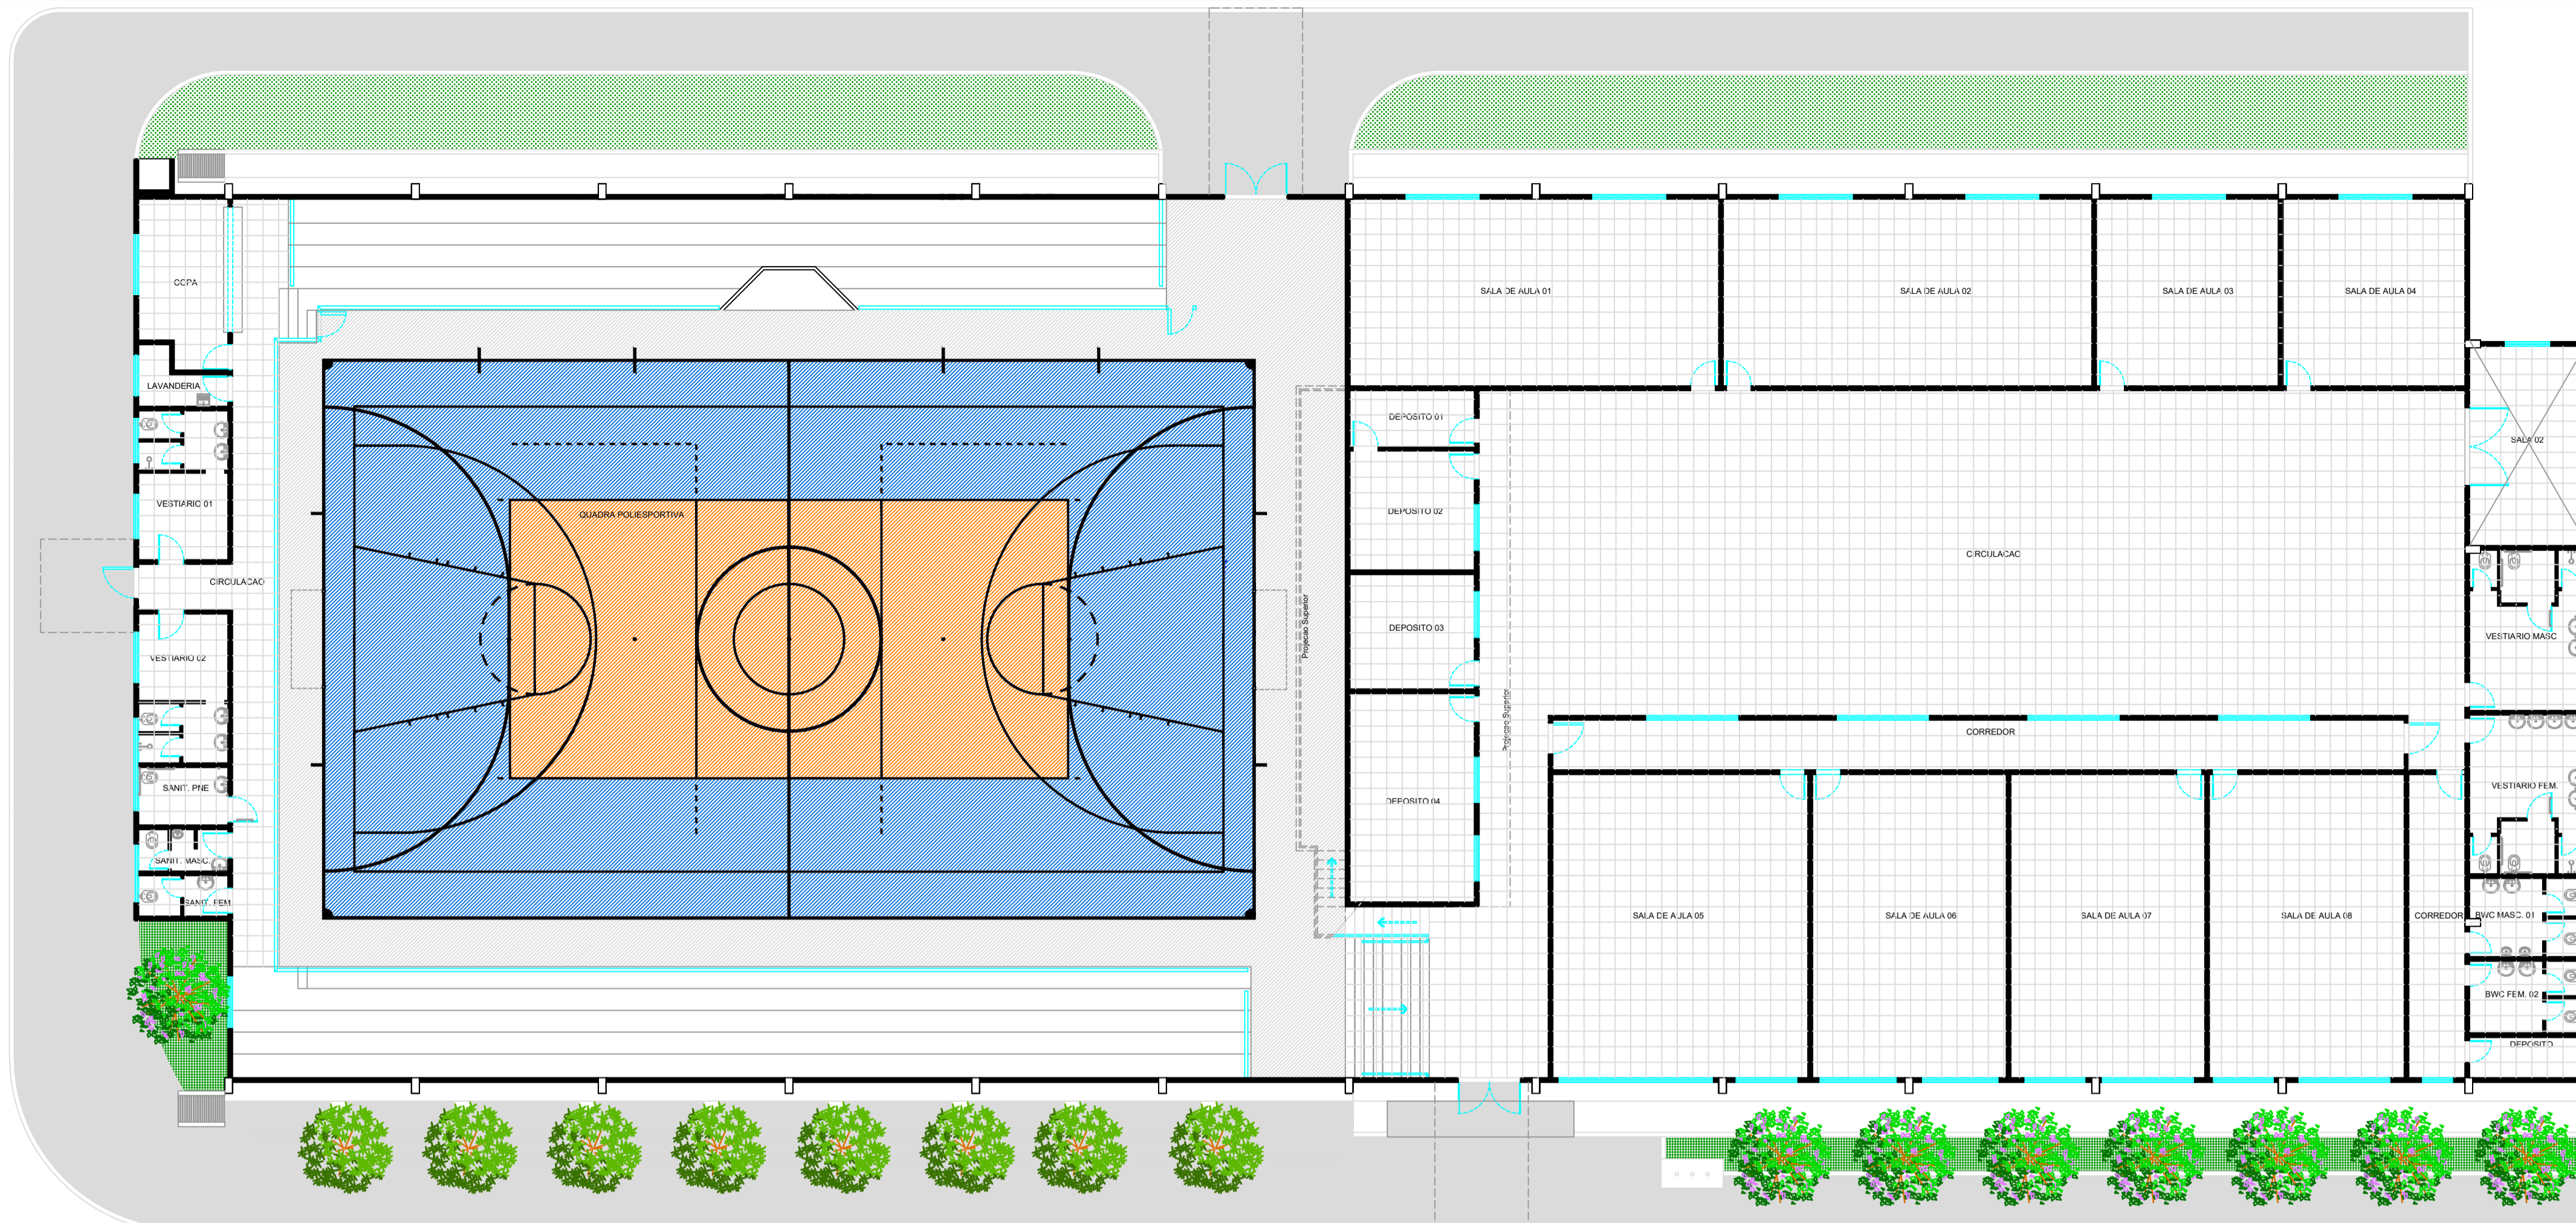 COPA
LAVANDERIA
VESTIARIO 01
CIRCULACAO
VESTIARIO 02
SANIT. PNE
SANIT. MASC.
SANIT. FEM.
QUADRA POLIESPORTIVA
Projecao Superior
DEPOSITO 01
DEPOSITO 02
DEPOSITO 03
DEPOSITO 04
Projecao Superior
SALA DE AULA 01
SALA DE AULA 02
SALA DE AULA 03
SALA DE AULA 04
CIRCULACAO
CORREDOR
SALA DE AULA 05
SALA DE AULA 06
SALA DE AULA 07
SALA DE AULA 08
CORREDOR
SALA 02
VESTIARIO MASC
VESTIARIO FEM.
BWC MASC. 01
BWC FEM. 02
DEPOSITO